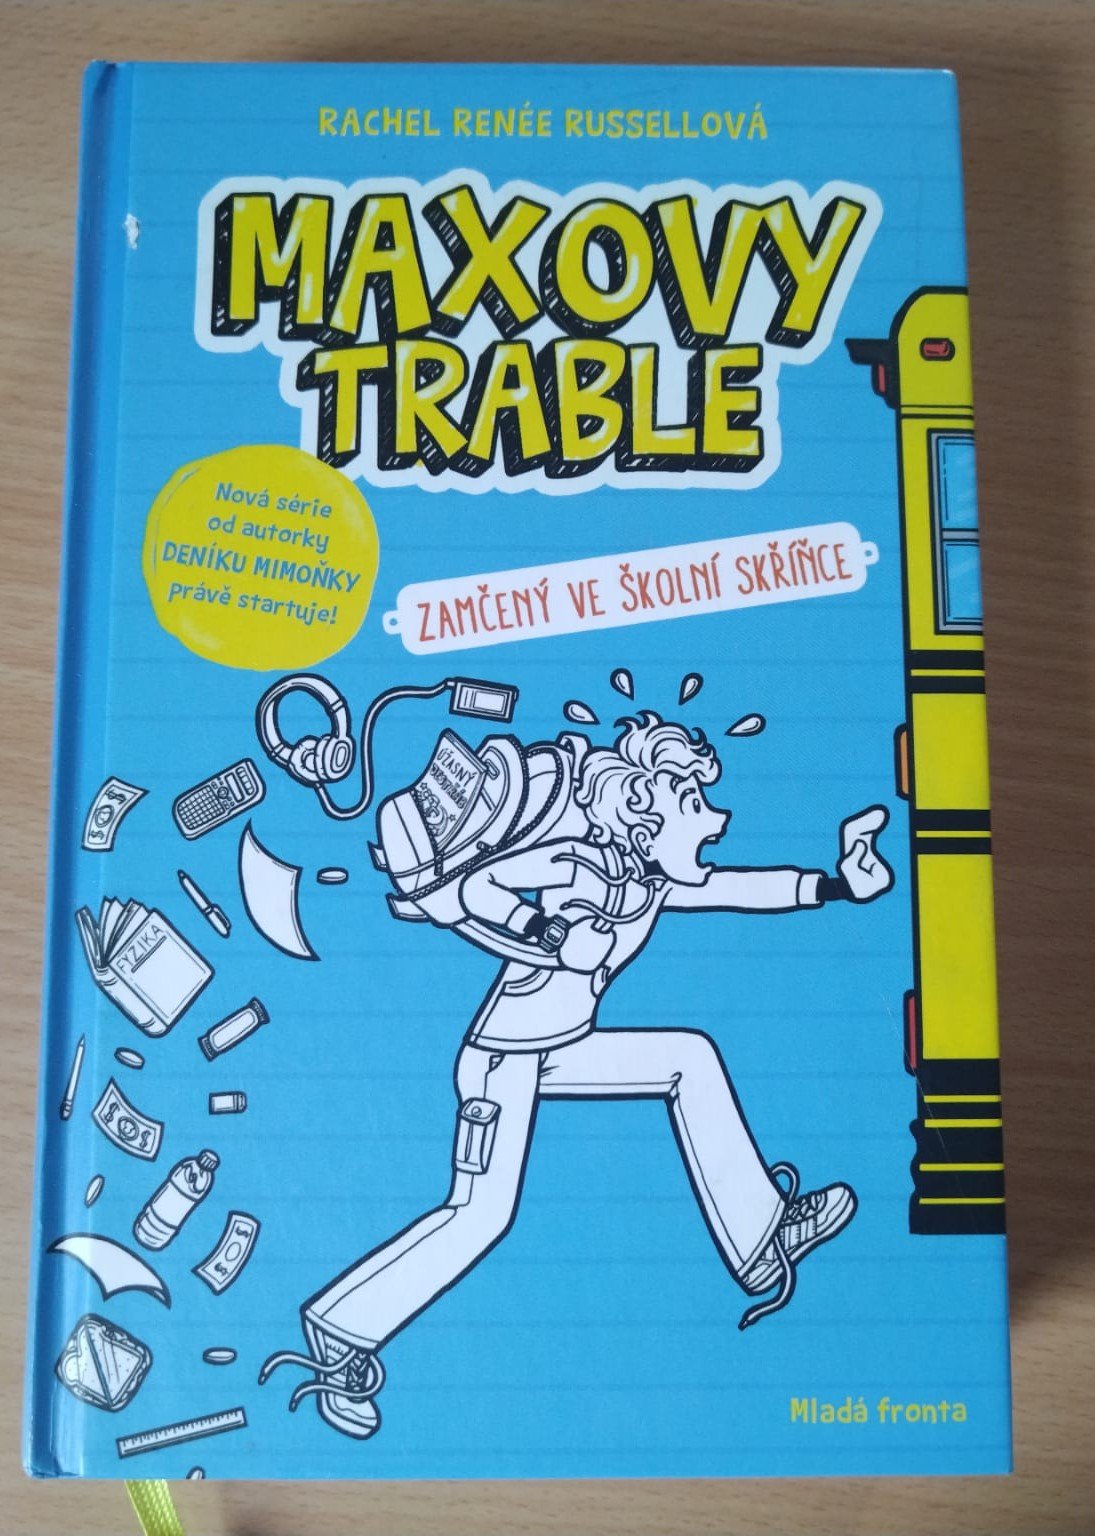 RACHEL RENÉE RUSSELLOVÁ
MAXOVY
TRABLE
Nová série
od autorky
DENÍKU MIMOŇKY
právě startuje!
ZAMČENÝ VE ŠKOLNÍ SKŘÍŇCE
ÚŽASNÝ
FYZIKA
Mladá fronta